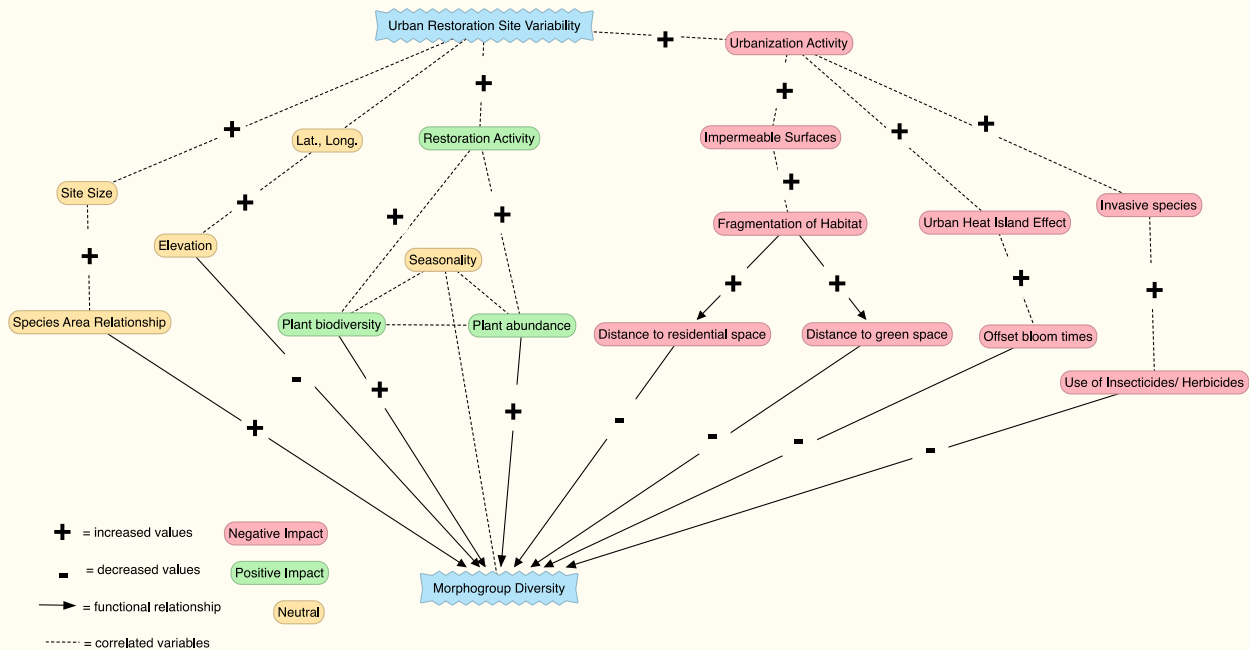 Urban Restoration Site Variability
+
Urbanization Activity
+
+
+
+
+
Lat., Long.
Restoration Activity
Impermeable Surfaces
Site Size
+
+
+
+
Invasive species
Elevation
Fragmentation of Habitat
Urban Heat Island Effect
+
Seasonality
+
+
+
+
Species Area Relationship
Plant biodiversity
Plant abundance
Distance to residential space
Distance to green space
Offset bloom times
-
+
Use of Insecticides/ Herbicides
+
+
-
-
-
-
+ = increased values
Negative Impact
- = decreased values
Positive Impact
Morphogroup Diversity
= functional relationship
Neutral
= correlated variables